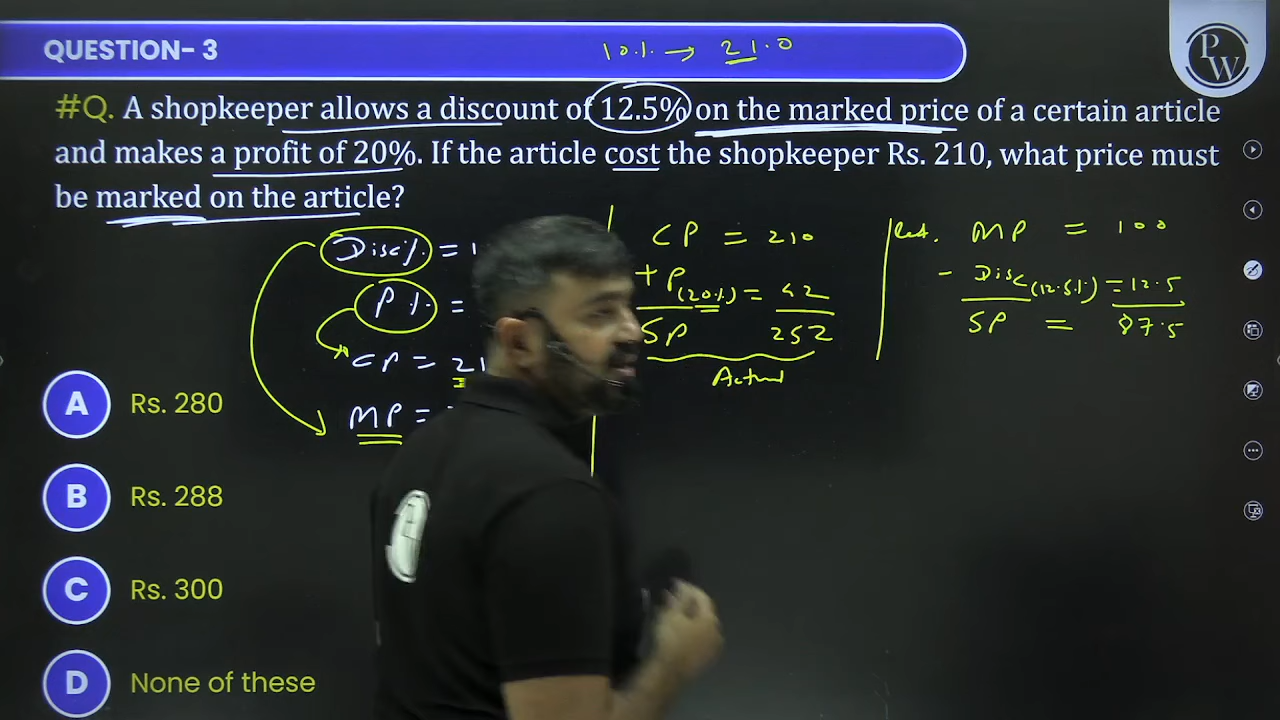 QUESTION- 3
10% → 21.0
PW
#Q. A shopkeeper allows a discount of 12.5% on the marked price of a certain article
and makes a profit of 20%. If the article cost the shopkeeper Rs. 210, what price must
be marked on the article?
Disc% = 1
P% =
CP = 21
MP =
CP = 210
+ P(20%) = 42
SP 252
Actual
Let. MP = 100
- Disc(12.5%) = 12.5
SP = 87.5
A Rs. 280
B Rs. 288
C Rs. 300
D None of these